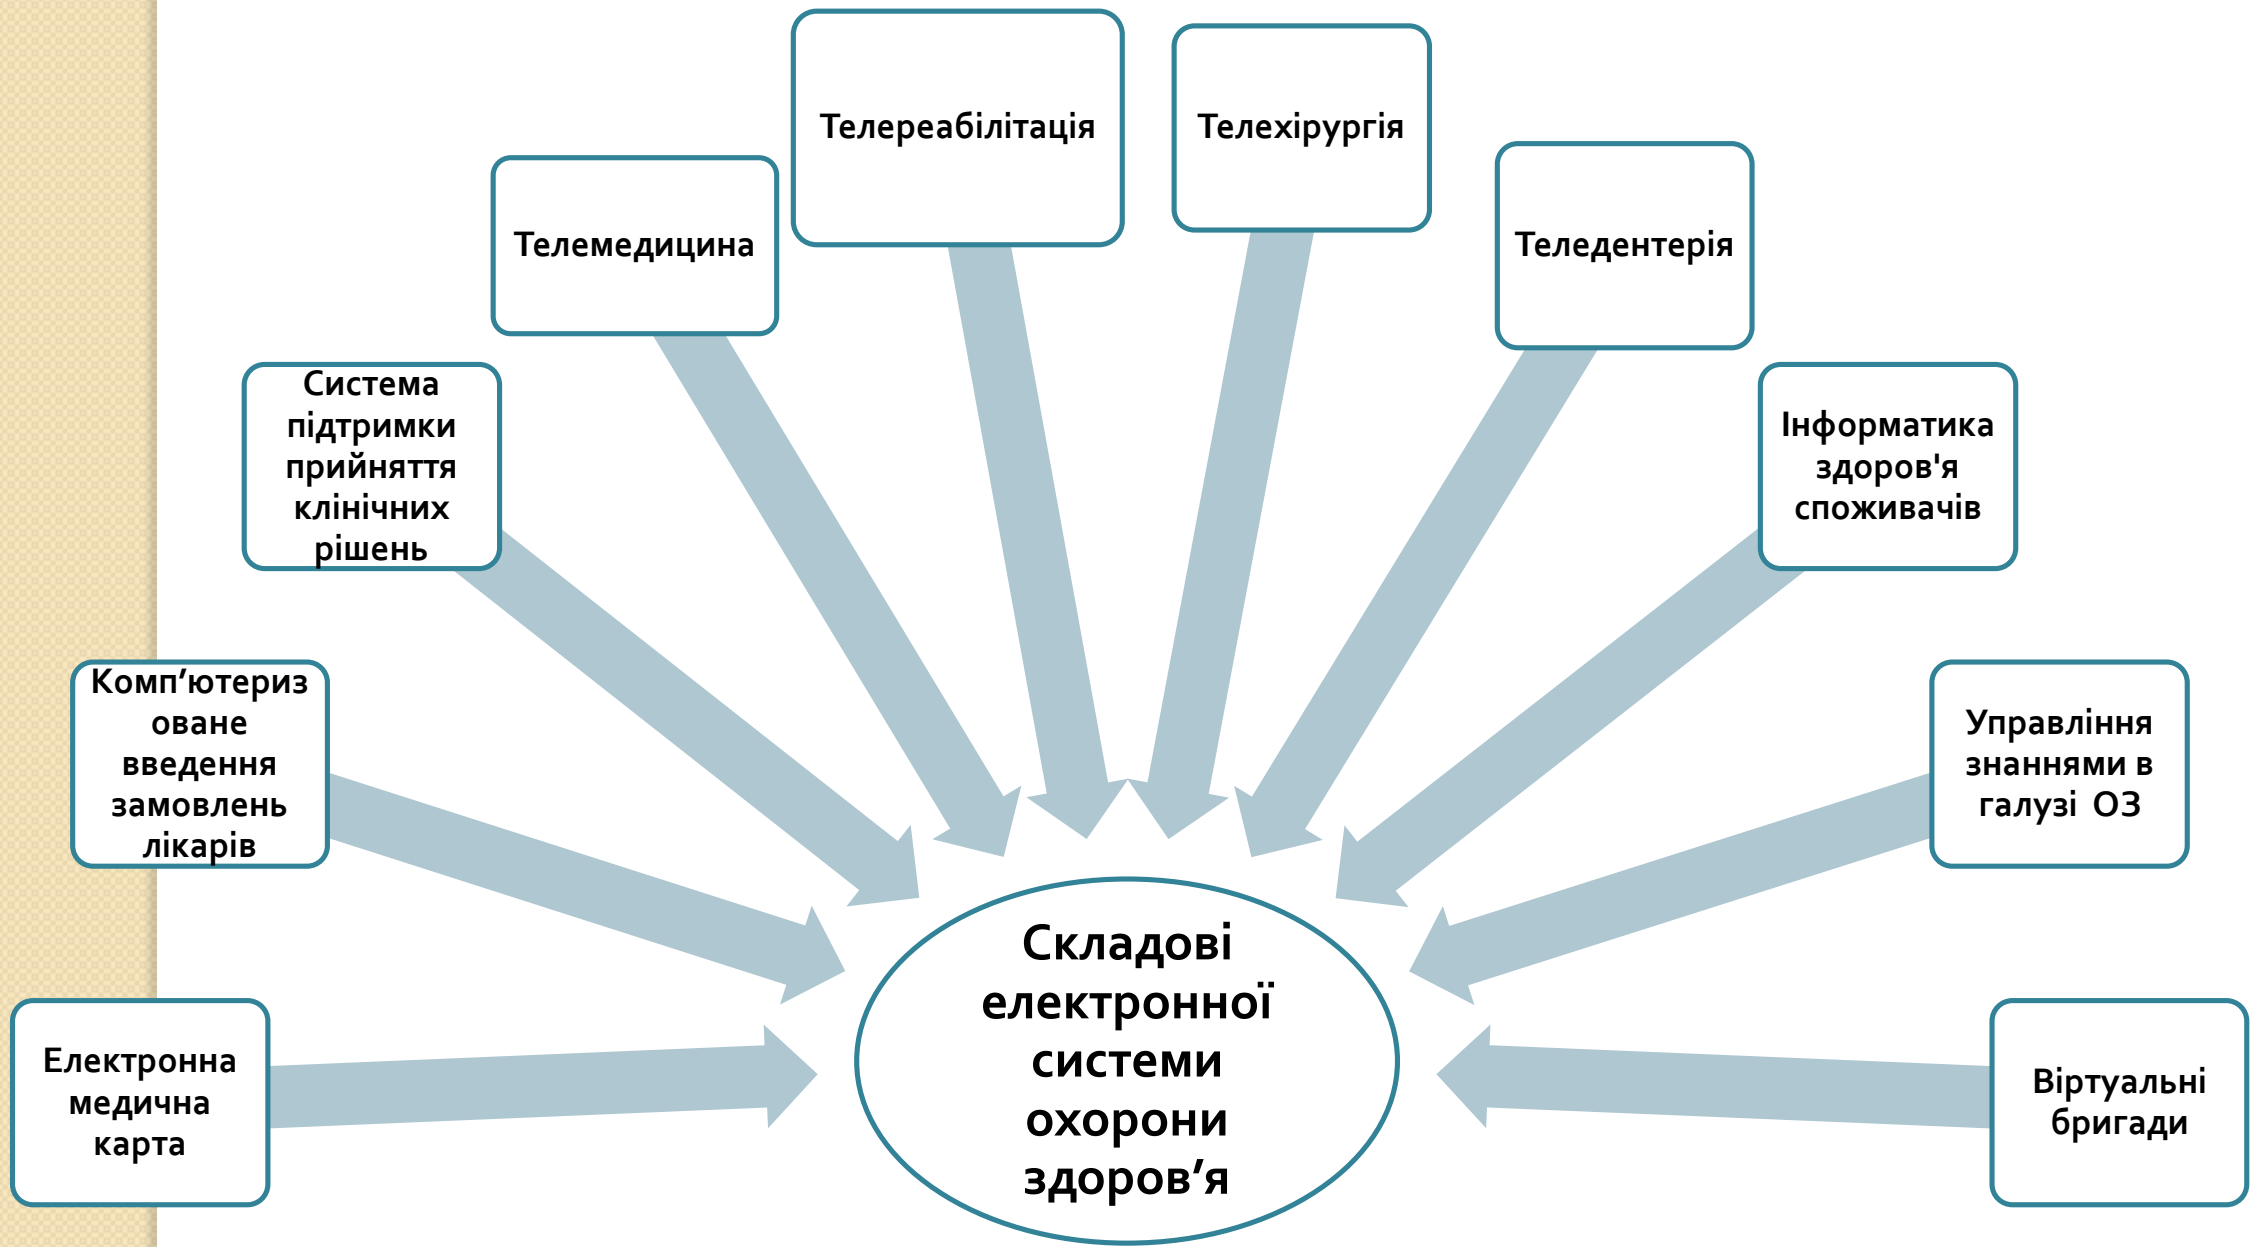 Телереабілітація
Телехірургія
Телемедицина
Теледентерія
Система
підтримки
прийняття
клінічних
рішень
Інформатика
здоров'я
споживачів
Комп’ютериз
оване
введення
замовлень
лікарів
Управління
знаннями в
галузі ОЗ
Електронна
медична
карта
Складові
електронної
системи
охорони
здоров’я
Віртуальні
бригади